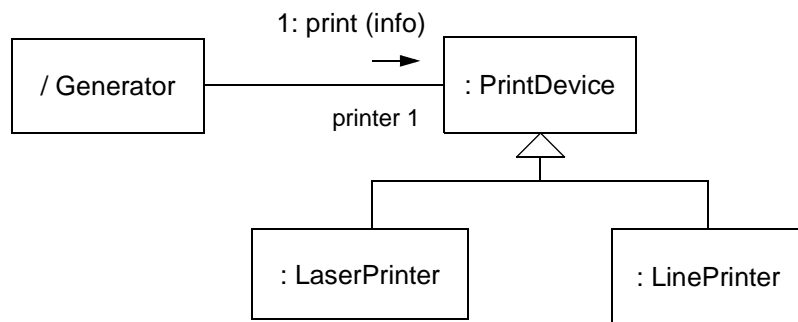 1: print (info)
/ Generator
: PrintDevice
printer 1
: LaserPrinter
: LinePrinter